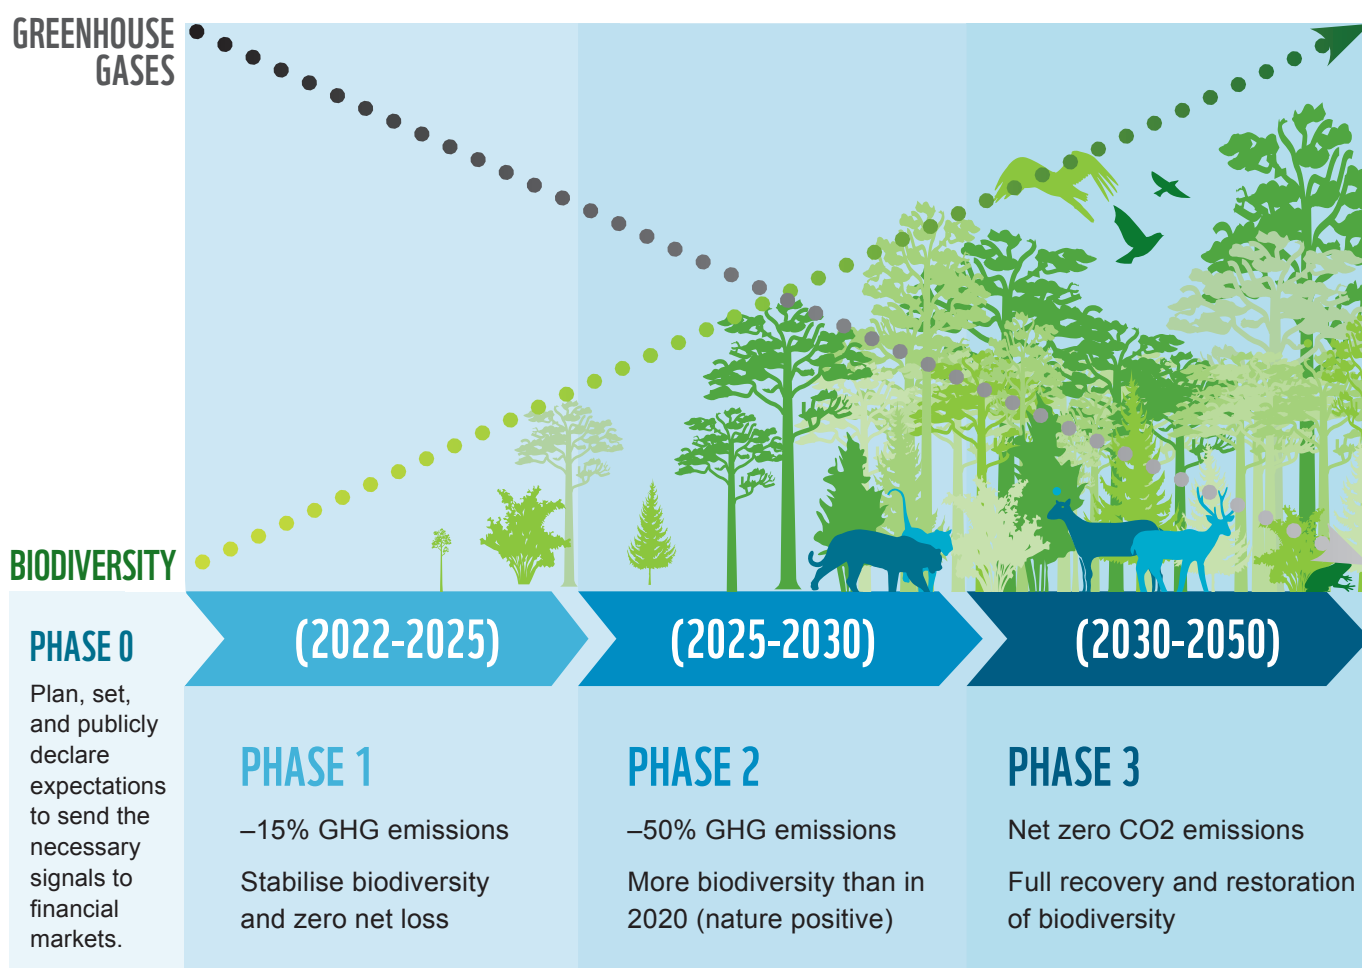 GREENHOUSE
GASES
BIODIVERSITY
PHASE 0
Plan, set,
and publicly
declare
expectations
to send the
necessary
signals to
financial
markets.
(2022-2025)
PHASE 1
–15% GHG emissions
Stabilise biodiversity
and zero net loss
(2025-2030)
PHASE 2
–50% GHG emissions
More biodiversity than in
2020 (nature positive)
(2030-2050)
PHASE 3
Net zero CO2 emissions
Full recovery and restoration
of biodiversity